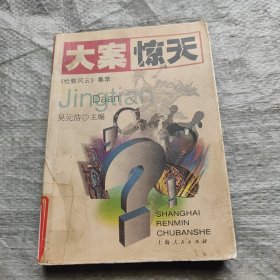 大案惊天
《检察风云》集萃
Jingtian
Daan
吴元浩◎主编
SHANGHAI
RENMIN
CHUBANSHE
上海人民出版社